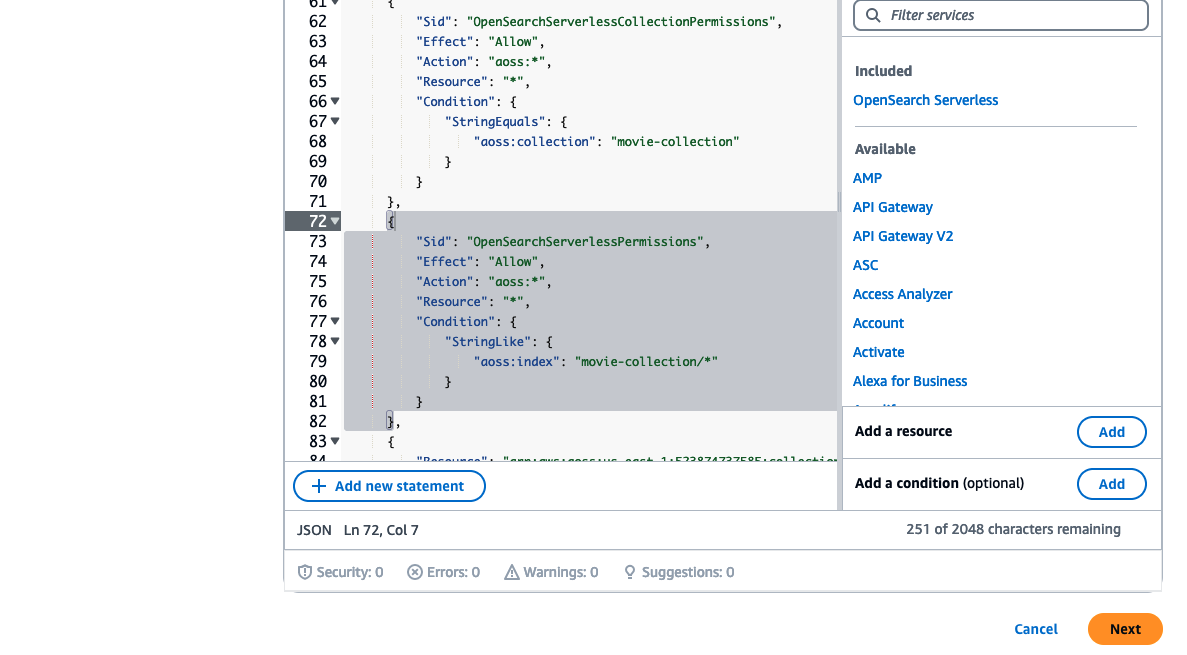 61 {
62 "Sid": "OpenSearchServerlessCollectionPermissions",
63 "Effect": "Allow",
64 "Action": "aoss:*",
65 "Resource": "*",
66 "Condition": {
67 "StringEquals": {
68 "aoss:collection": "movie-collection"
69 }
70 }
71 },
72 {
73 "Sid": "OpenSearchServerlessPermissions",
74 "Effect": "Allow",
75 "Action": "aoss:*",
76 "Resource": "*",
77 "Condition": {
78 "StringLike": {
79 "aoss:index": "movie-collection/*"
80 }
81 }
82 },
83 {
84 "Resource":
+ Add new statement
JSON Ln 72, Col 7
251 of 2048 characters remaining
Security: 0 Errors: 0 Warnings: 0 Suggestions: 0
Filter services
Included
OpenSearch Serverless
Available
AMP
API Gateway
API Gateway V2
ASC
Access Analyzer
Account
Activate
Alexa for Business
Add a resource
Add
Add a condition (optional)
Add
Cancel
Next